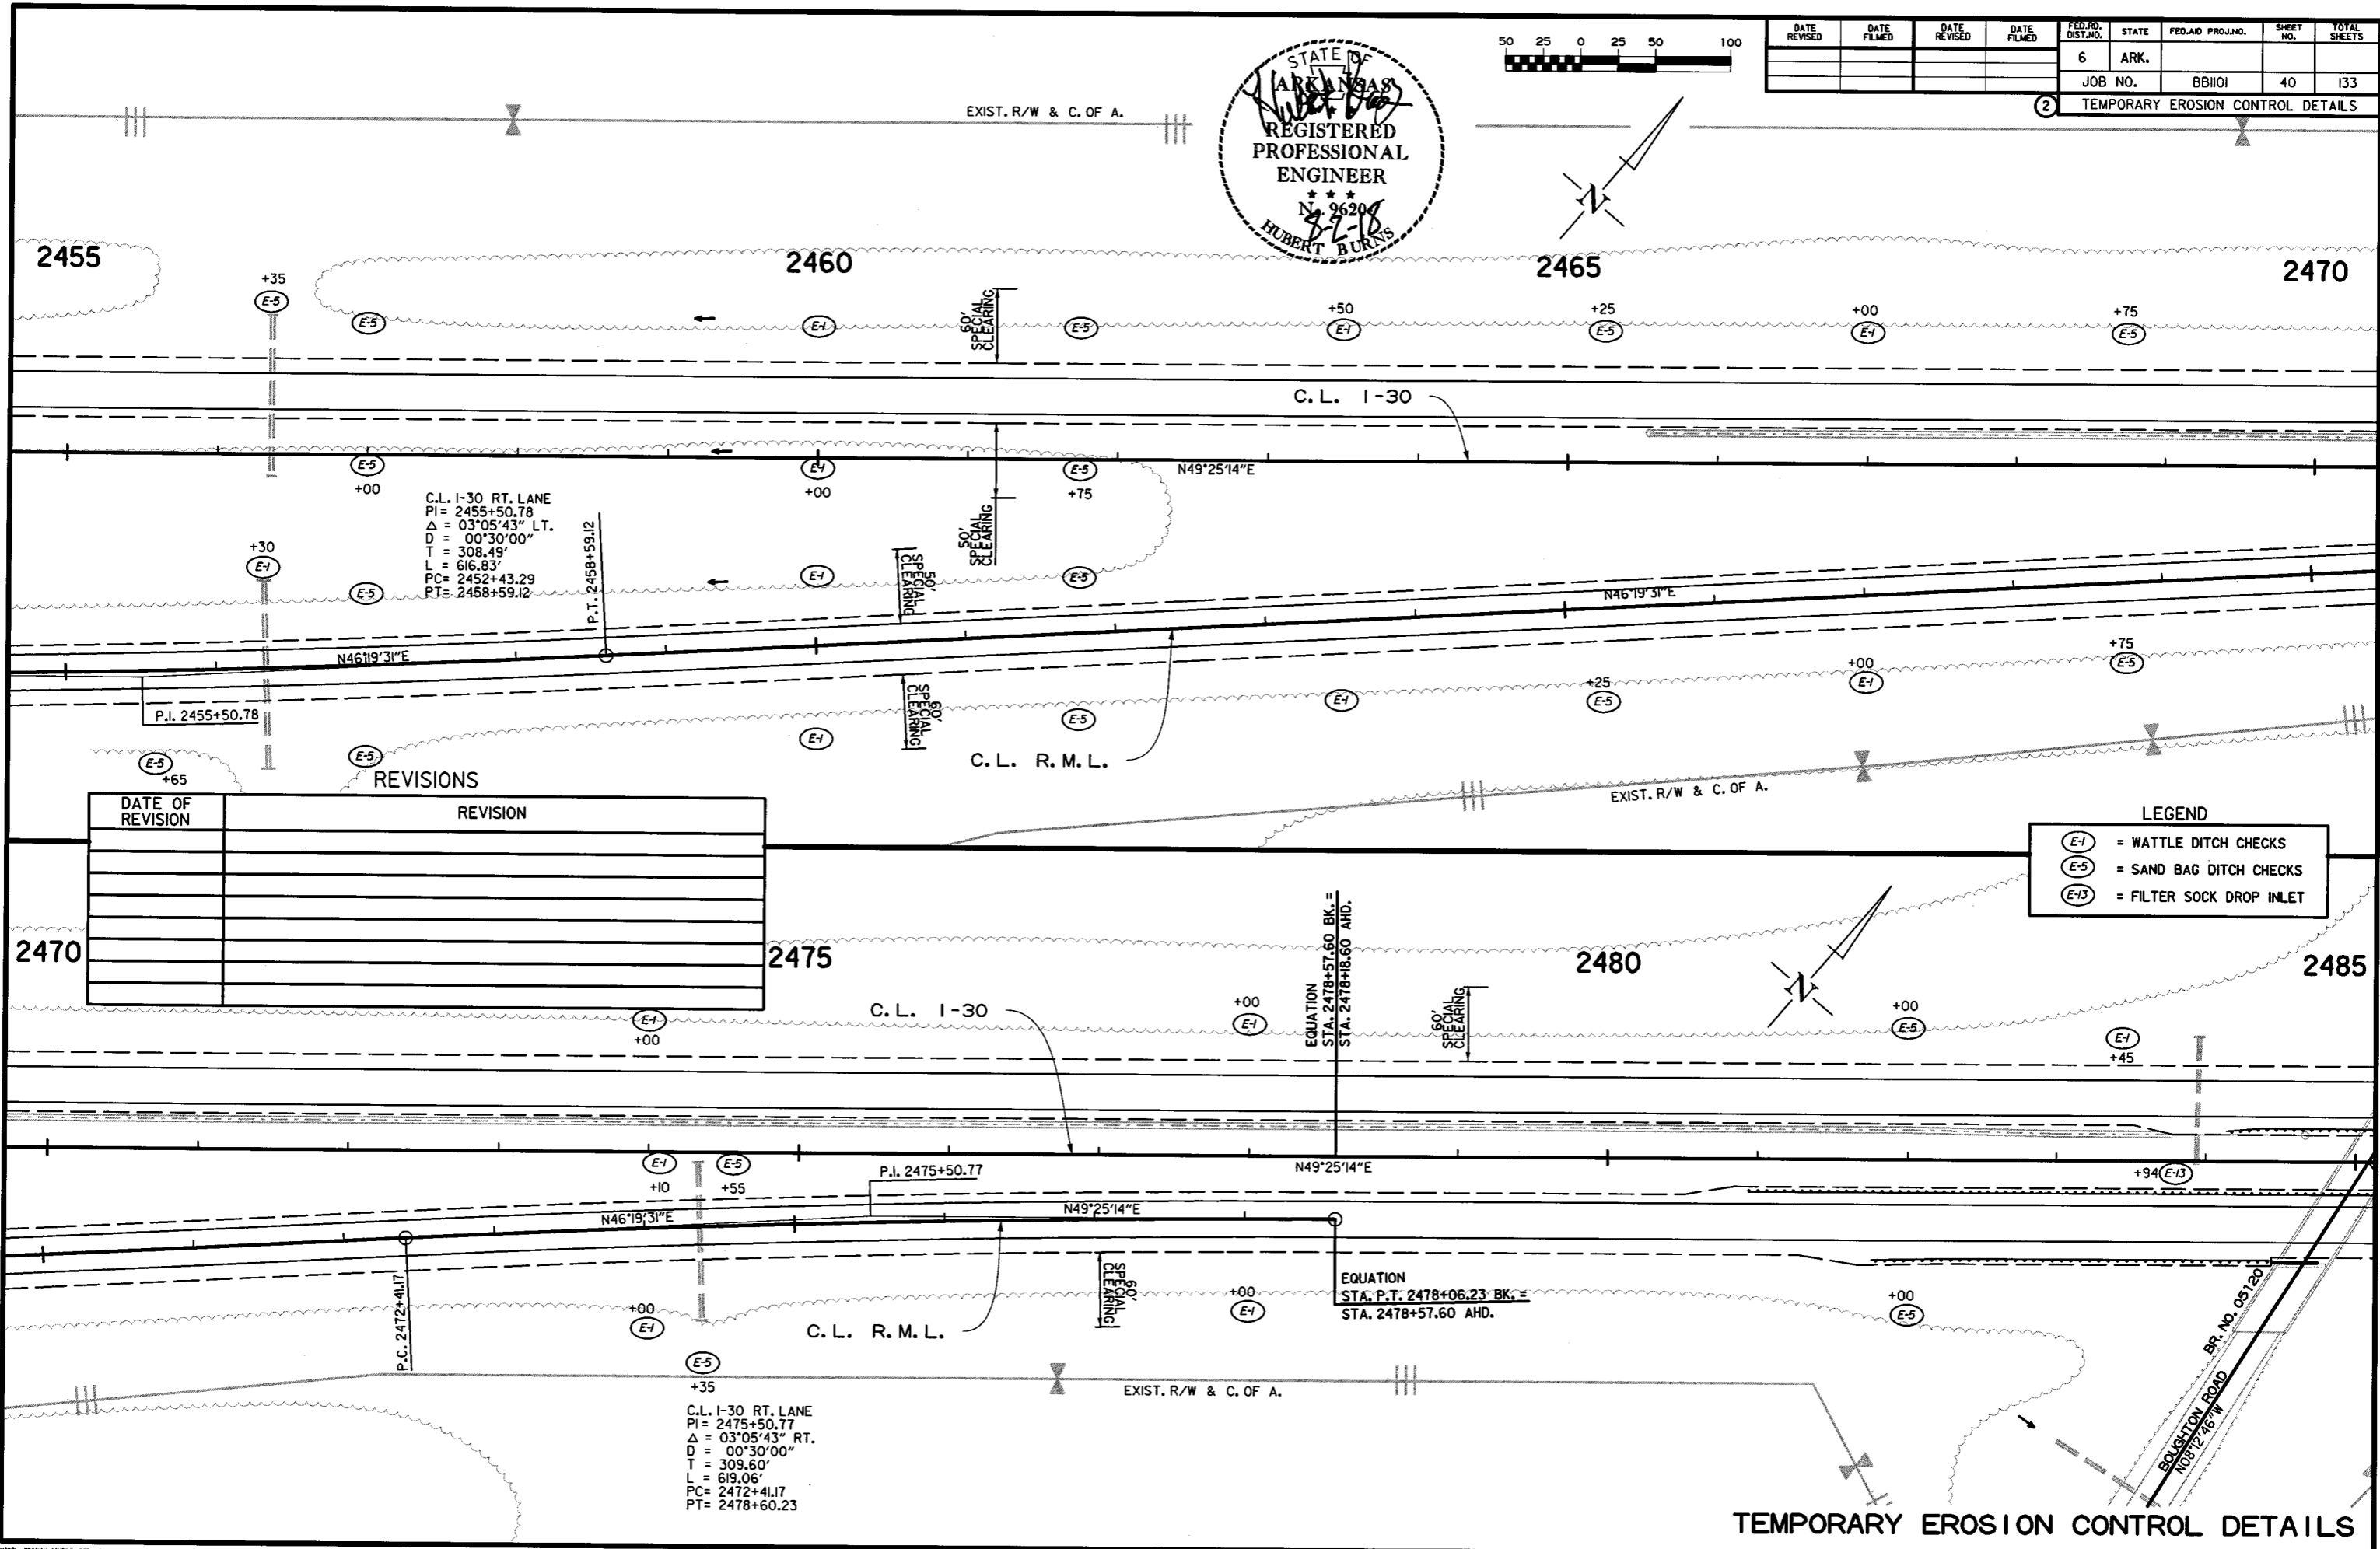 50 25 0 25 50 100
DATE REVISED
DATE FILMED
DATE REVISED
DATE FILMED
FED.RD. DIST.NO.
STATE
FED.AID PROJ.NO.
SHEET NO.
TOTAL SHEETS
6
ARK.
JOB NO.
BB1101
40
133
2
TEMPORARY EROSION CONTROL DETAILS
STATE OF
ARKANSAS
REGISTERED
PROFESSIONAL
ENGINEER
★ ★ ★
No. 9620
8-2-18
HUBERT BURNS
EXIST. R/W & C. OF A.
N
2455
2460
2465
2470
+35
E-5
E-5
E-1
60'
SPECIAL
CLEARING
E-5
+50
E-1
+25
E-5
+00
E-1
+75
E-5
C.L. I-30
E-5
+00
E-1
+00
E-5
+75
N49°25'14"E
50'
SPECIAL
CLEARING
C.L. I-30 RT. LANE
PI= 2455+50.78
Δ = 03°05'43" LT.
D = 00°30'00"
T = 308.49'
L = 616.83'
PC= 2452+43.29
PT= 2458+59.12
P.T. 2458+59.12
+30
E-1
E-5
E-1
50'
SPECIAL
CLEARING
E-5
N46°19'31"E
N46°19'31"E
P.I. 2455+50.78
60'
SPECIAL
CLEARING
E-5
+65
E-5
E-1
E-5
E-1
+25
E-5
+00
E-1
+75
E-5
C.L. R.M.L.
EXIST. R/W & C. OF A.
REVISIONS
DATE OF REVISION
REVISION
LEGEND
E-1 = WATTLE DITCH CHECKS
E-5 = SAND BAG DITCH CHECKS
E-13 = FILTER SOCK DROP INLET
2470
2475
2480
2485
N
EQUATION
STA. 2478+57.60 BK. =
STA. 2478+18.60 AHD.
E-1
+00
C.L. I-30
+00
E-1
60'
SPECIAL
CLEARING
+00
E-5
E-1
+45
E-1
+10
E-5
+55
P.I. 2475+50.77
N49°25'14"E
+94 E-13
N46°19'31"E
N49°25'14"E
P.C. 2472+41.17
60'
SPECIAL
CLEARING
EQUATION
STA. P.T. 2478+06.23 BK. =
STA. 2478+57.60 AHD.
+00
E-1
C.L. R.M.L.
+00
E-1
+00
E-5
E-5
+35
EXIST. R/W & C. OF A.
C.L. I-30 RT. LANE
PI= 2475+50.77
Δ = 03°05'43" RT.
D = 00°30'00"
T = 309.60'
L = 619.06'
PC= 2472+41.17
PT= 2478+60.23
BR. NO. 05120
BOUGHTON ROAD
N08°12'46"W
TEMPORARY EROSION CONTROL DETAILS